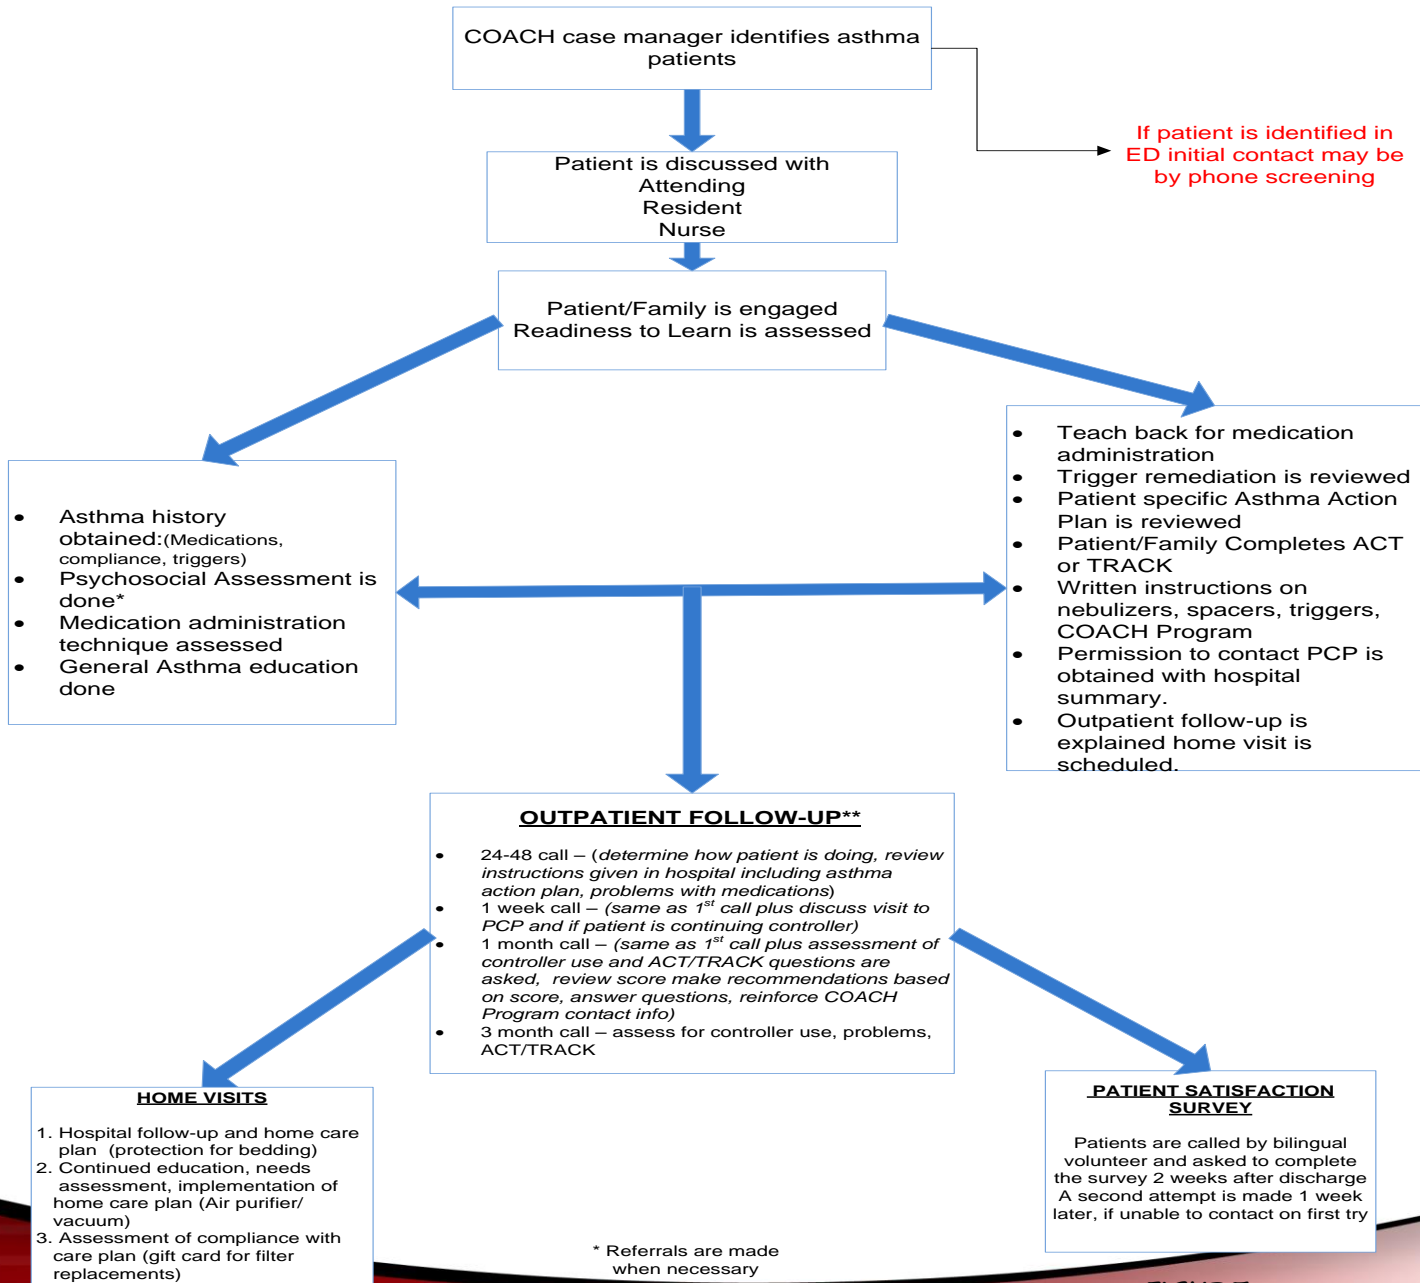 COACH case manager identifies asthma
patients
If patient is identified in
ED initial contact may be
by phone screening
Patient is discussed with
Attending
Resident
Nurse
Patient/Family is engaged
Readiness to Learn is assessed
• Asthma history
obtained:(Medications,
compliance, triggers)
• Psychosocial Assessment is
done*
• Medication administration
technique assessed
• General Asthma education
done
• Teach back for medication
administration
• Trigger remediation is reviewed
• Patient specific Asthma Action
Plan is reviewed
• Patient/Family Completes ACT
or TRACK
• Written instructions on
nebulizers, spacers, triggers,
COACH Program
• Permission to contact PCP is
obtained with hospital
summary.
• Outpatient follow-up is
explained home visit is
scheduled.
OUTPATIENT FOLLOW-UP**
• 24-48 call – (determine how patient is doing, review
instructions given in hospital including asthma
action plan, problems with medications)
• 1 week call – (same as 1st call plus discuss visit to
PCP and if patient is continuing controller)
• 1 month call – (same as 1st call plus assessment of
controller use and ACT/TRACK questions are
asked, review score make recommendations based
on score, answer questions, reinforce COACH
Program contact info)
• 3 month call – assess for controller use, problems,
ACT/TRACK
HOME VISITS
1. Hospital follow-up and home care
plan (protection for bedding)
2. Continued education, needs
assessment, implementation of
home care plan (Air purifier/
vacuum)
3. Assessment of compliance with
care plan (gift card for filter
replacements)
PATIENT SATISFACTION
SURVEY
Patients are called by bilingual
volunteer and asked to complete
the survey 2 weeks after discharge
A second attempt is made 1 week
later, if unable to contact on first try
* Referrals are made
when necessary